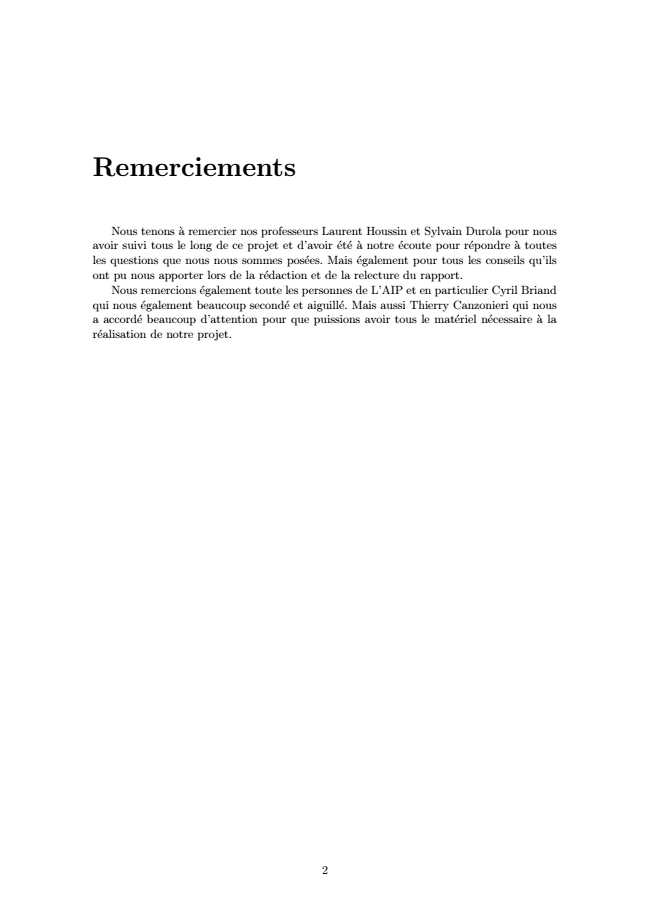 Remerciements
Nous tenons à remercier nos professeurs Laurent Houssin et Sylvain Durola pour nous
avoir suivi tous le long de ce projet et d'avoir été à notre écoute pour répondre à toutes
les questions que nous nous sommes posées. Mais également pour tous les conseils qu'ils
ont pu nous apporter lors de la rédaction et de la relecture du rapport.
Nous remercions également toute les personnes de L'AIP et en particulier Cyril Briand
qui nous également beaucoup secondé et aiguillé. Mais aussi Thierry Canzonieri qui nous
a accordé beaucoup d'attention pour que puissions avoir tous le matériel nécessaire à la
réalisation de notre projet.
2